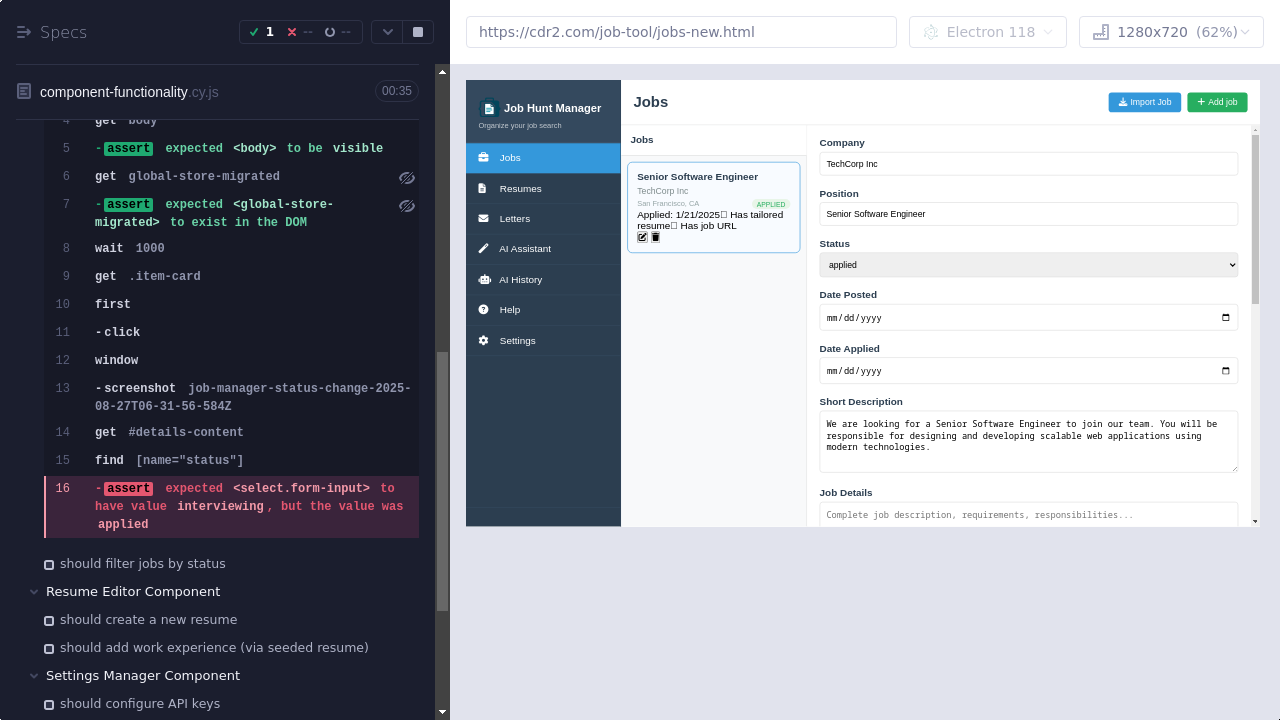 Specs
1
--
--
https://cdr2.com/job-tool/jobs-new.html
Electron 118
1280x720 (62%)
component-functionality.cy.js
00:35
4 get body
5 -assert expected <body> to be visible
6 get global-store-migrated
7 -assert expected <global-store-
migrated> to exist in the DOM
8 wait 1000
9 get .item-card
10 first
11 -click
12 window
13 -screenshot job-manager-status-change-2025-
08-27T06-31-56-584Z
14 get #details-content
15 find [name="status"]
16 -assert expected <select.form-input> to
have value interviewing, but the value was
applied
should filter jobs by status
Resume Editor Component
should create a new resume
should add work experience (via seeded resume)
Settings Manager Component
should configure API keys
Job Hunt Manager
Organize your job search
Jobs
Resumes
Letters
AI Assistant
AI History
Help
Settings
Jobs
Import Job
Add job
Jobs
Senior Software Engineer
TechCorp Inc
San Francisco, CA
APPLIED
Applied: 1/21/2025 Has tailored
resume Has job URL
Company
TechCorp Inc
Position
Senior Software Engineer
Status
applied
Date Posted
mm/dd/yyyy
Date Applied
mm/dd/yyyy
Short Description
We are looking for a Senior Software Engineer to join our team. You will be
responsible for designing and developing scalable web applications using
modern technologies.
Job Details
Complete job description, requirements, responsibilities...